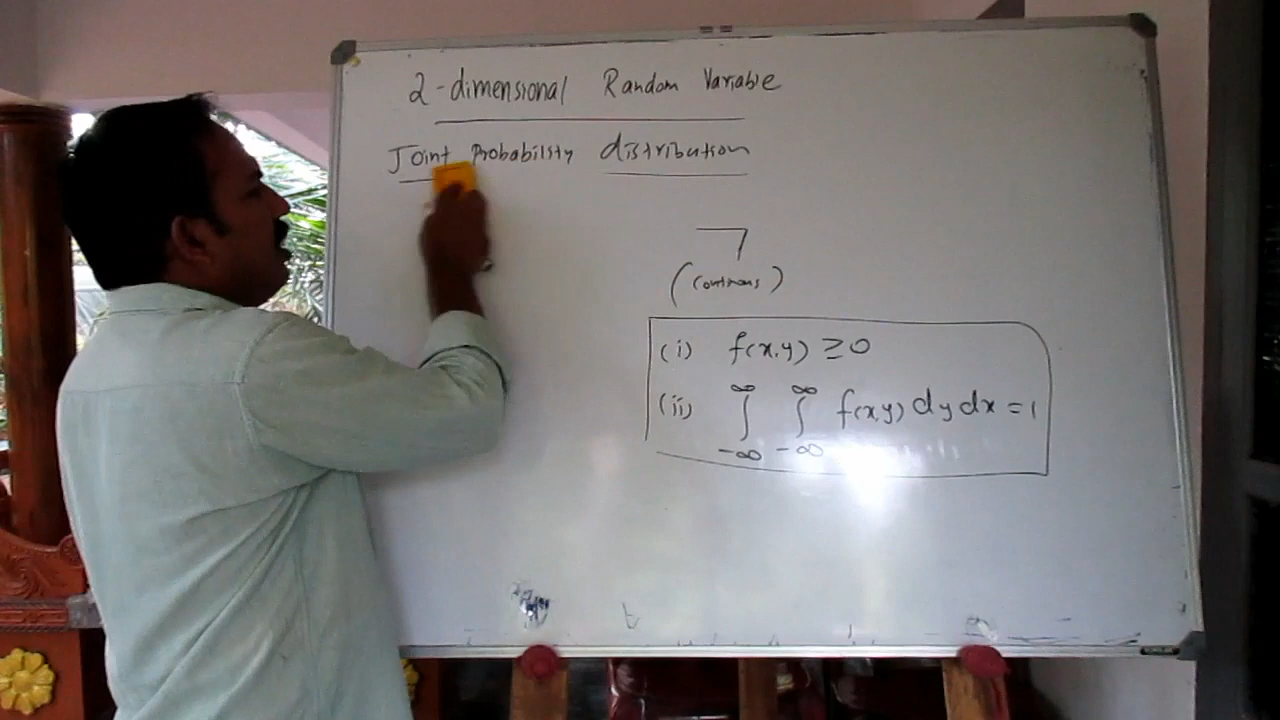 2-dimensional Random Variable
Joint Probability distribution
(Continous)
(i) f(x,y) ≥0
(ii) ∫_{-∞}^{∞} ∫_{-∞}^{∞} f(x,y) dy dx = 1